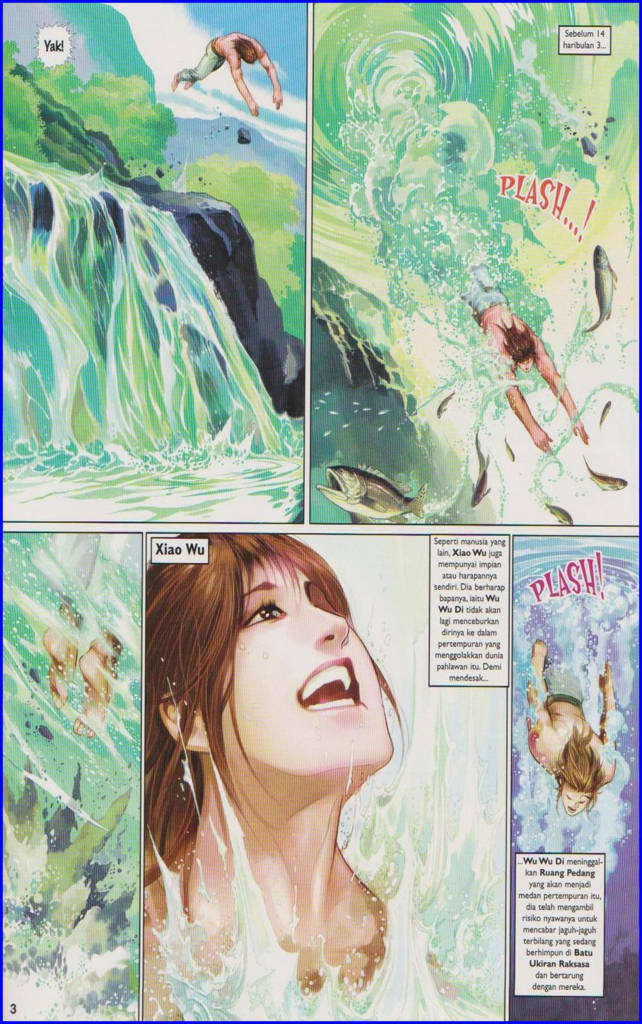 Yak!
Sebelum 14
haribulan 3...
PLASH....!
Xiao Wu
Seperti manusia yang
lain, Xiao Wu juga
mempunyai impian
atau harapannya
sendiri. Dia berharap
bapanya, iaitu Wu
Wu Di tidak akan
lagi menceburkan
dirinya ke dalam
pertempuran yang
menggolakkan dunia
pahlawan itu. Demi
mendesak...
PLASH!
...Wu Wu Di meninggal-
kan Ruang Pedang
yang akan menjadi
medan pertempuran itu,
dia telah mengambil
risiko nyawanya untuk
mencabar jaguh-jaguh
terbilang yang sedang
berhimpun di Batu
Ukiran Raksasa
dan bertarung
dengan mereka.
3